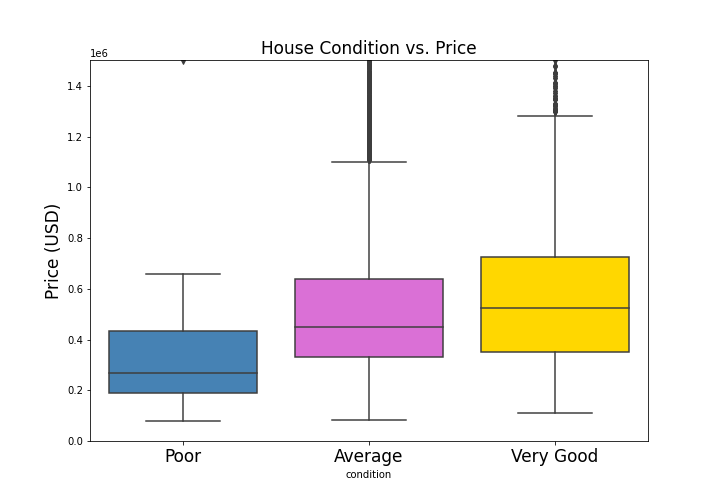 House Condition vs. Price
1e6
1.4
1.2
1.0
0.8
0.6
0.4
0.2
0.0
Price (USD)
Poor Average Very Good
condition